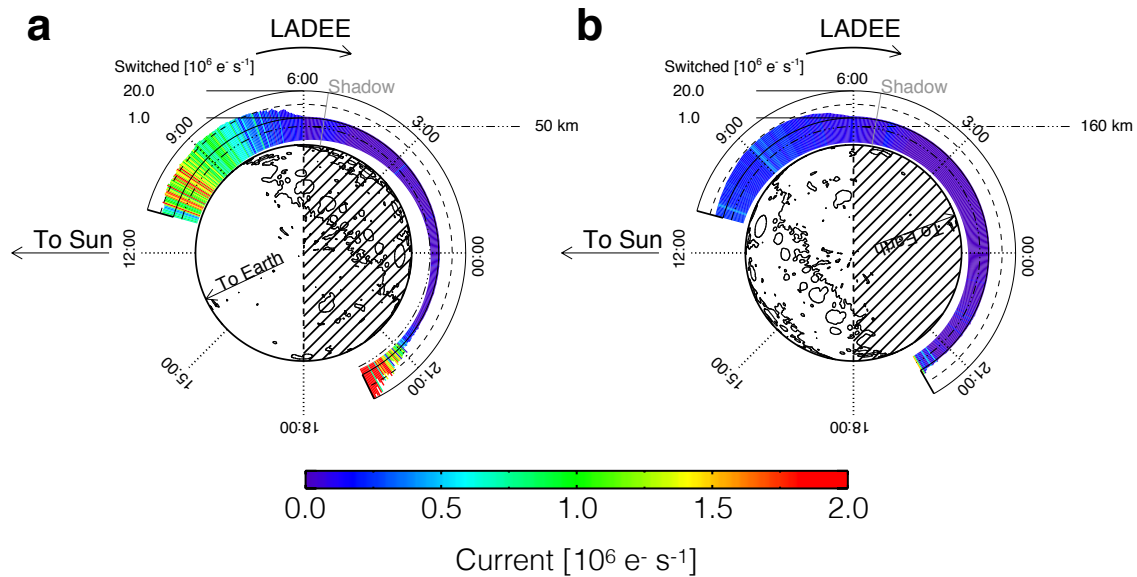 a
LADEE
Switched [10⁶ e- s⁻¹]
6:00
20.0
Shadow
1.0
9:00
3:00
50 km
To Sun
12:00
00:00
To Earth
15:00
21:00
18:00
b
LADEE
Switched [10⁶ e- s⁻¹]
6:00
20.0
Shadow
1.0
9:00
3:00
160 km
To Sun
12:00
00:00
To Earth
15:00
21:00
18:00
0.0 0.5 1.0 1.5 2.0
Current [10⁶ e- s⁻¹]